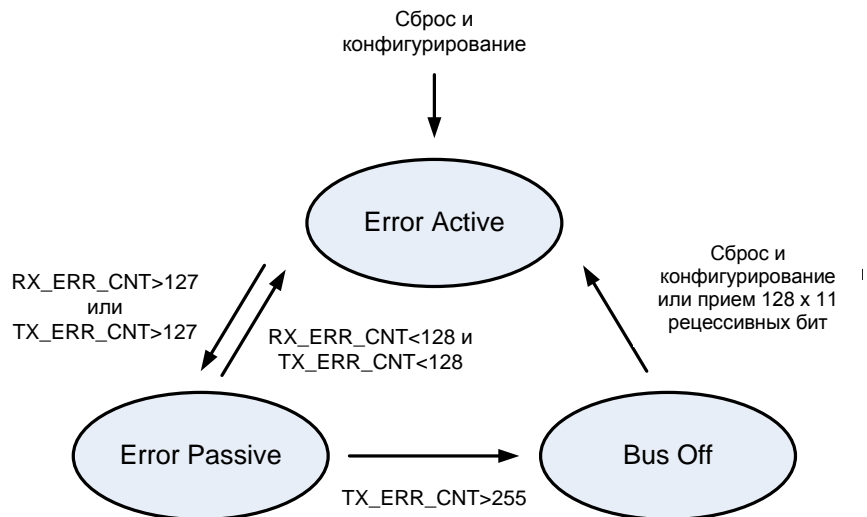 Сброс и
конфигурирование
Error Active
RX_ERR_CNT>127
или
TX_ERR_CNT>127
RX_ERR_CNT<128 и
TX_ERR_CNT<128
Сброс и
конфигурирование
или прием 128 x 11
рецессивных бит
Error Passive
Bus Off
TX_ERR_CNT>255